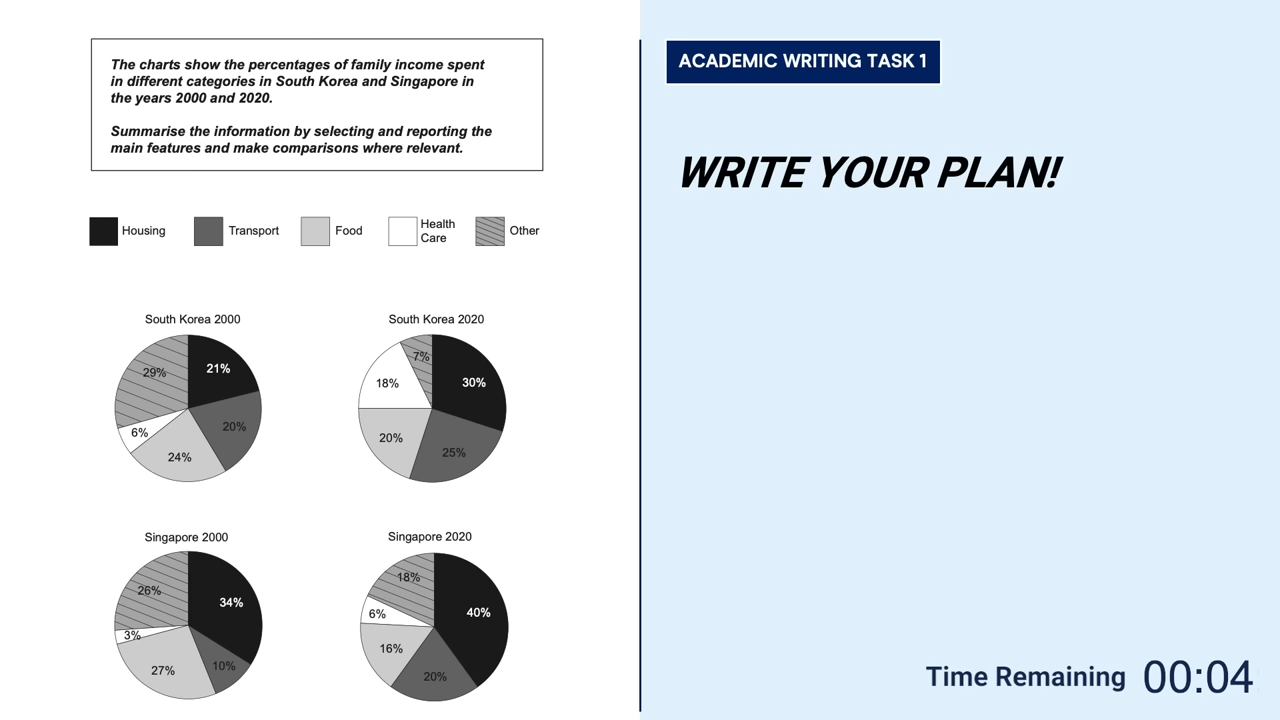 The charts show the percentages of family income spent
in different categories in South Korea and Singapore in
the years 2000 and 2020.
Summarise the information by selecting and reporting the
main features and make comparisons where relevant.
Housing
Transport
Food
Health
Care
Other
South Korea 2000
29%
21%
6%
20%
24%
South Korea 2020
7%
18%
30%
20%
25%
Singapore 2000
26%
34%
3%
10%
27%
Singapore 2020
18%
6%
40%
16%
20%
ACADEMIC WRITING TASK 1
WRITE YOUR PLAN!
Time Remaining 00:04